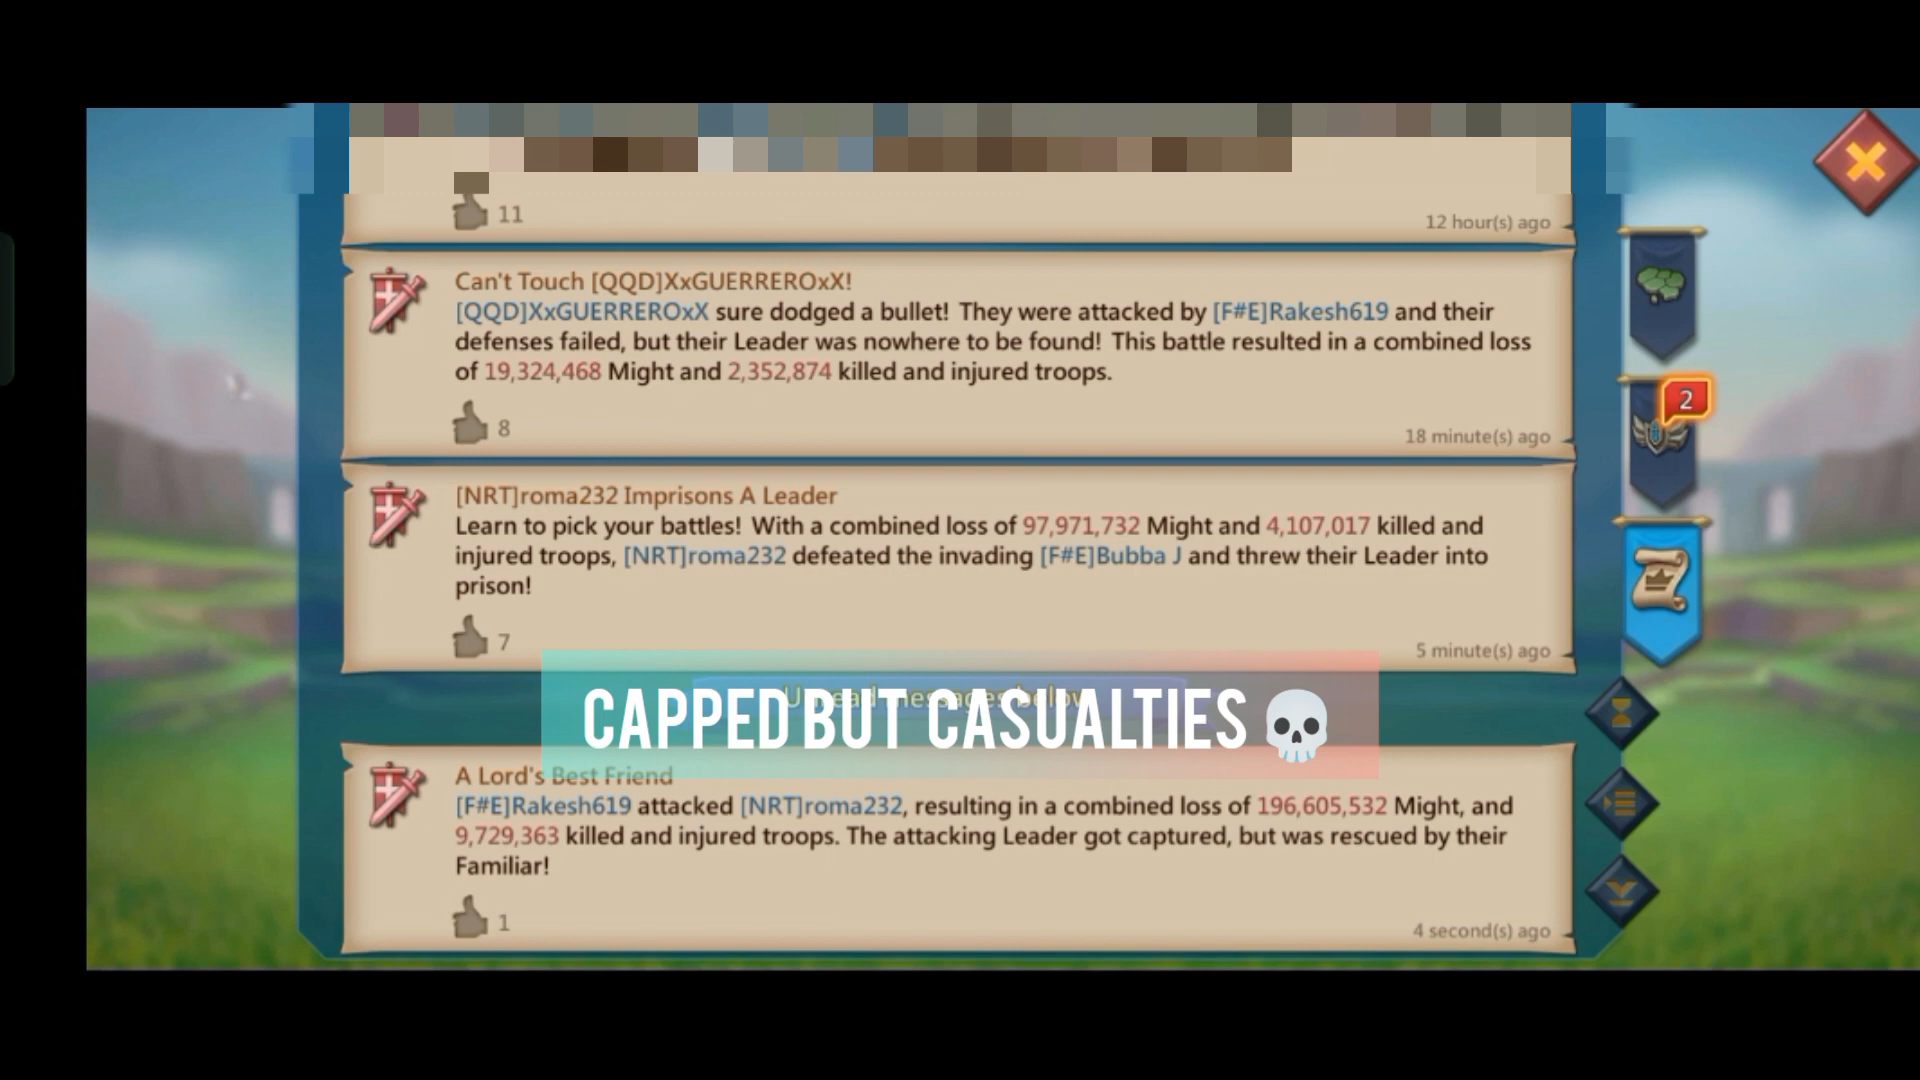 11
12 hour(s) ago
Can't Touch [QQD]XxGUERREROxX!
[QQD]XxGUERREROxX sure dodged a bullet! They were attacked by [F#E]Rakesh619 and their
defenses failed, but their Leader was nowhere to be found! This battle resulted in a combined loss
of 19,324,468 Might and 2,352,874 killed and injured troops.
8
18 minute(s) ago
2
[NRT]roma232 Imprisons A Leader
Learn to pick your battles! With a combined loss of 97,971,732 Might and 4,107,017 killed and
injured troops, [NRT]roma232 defeated the invading [F#E]Bubba J and threw their Leader into
prison!
7
5 minute(s) ago
Unread messages below
CAPPED BUT CASUALTIES 💀
A Lord's Best Friend
[F#E]Rakesh619 attacked [NRT]roma232, resulting in a combined loss of 196,605,532 Might, and
9,729,363 killed and injured troops. The attacking Leader got captured, but was rescued by their
Familiar!
1
4 second(s) ago